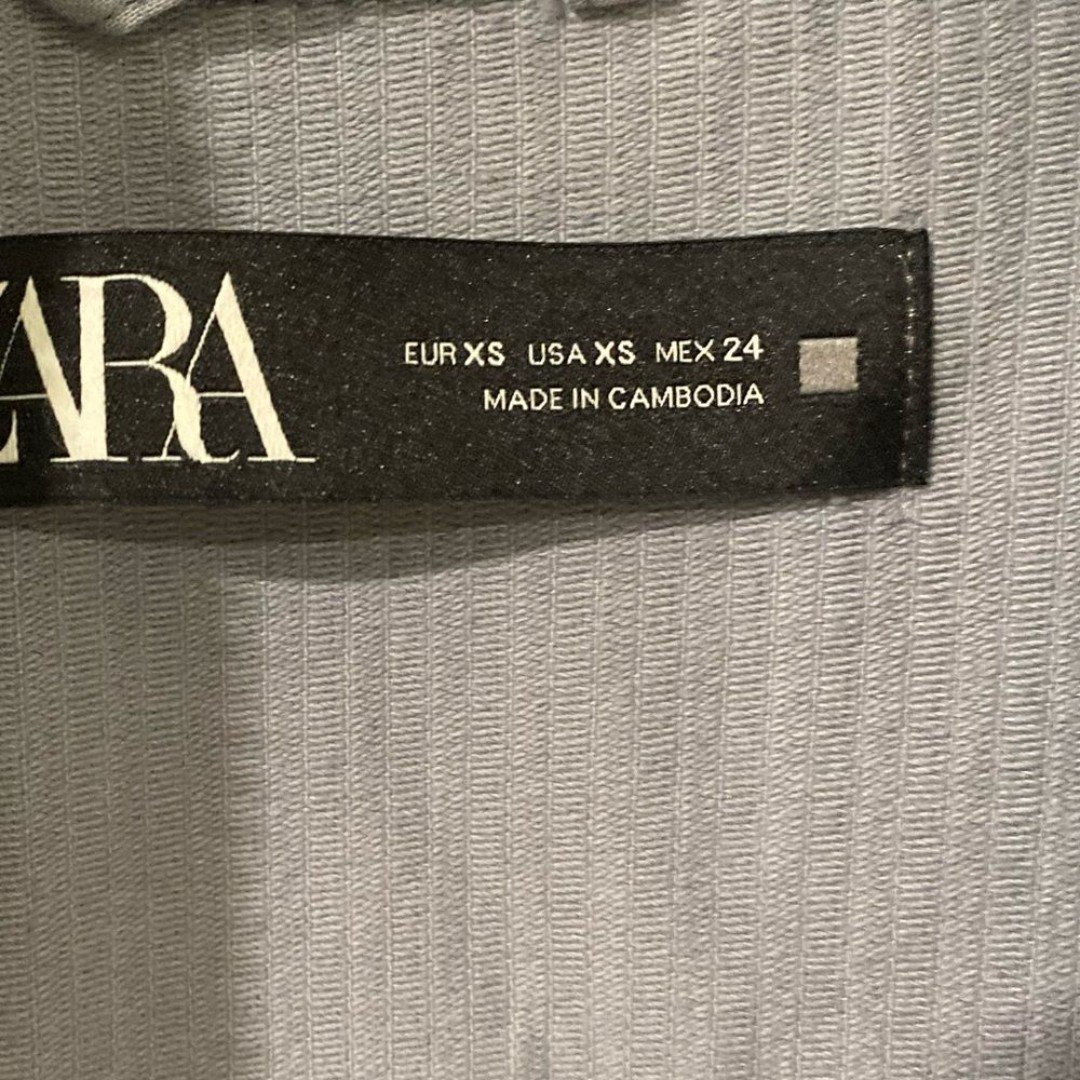 ZARA
EUR XS USA XS MEX 24
MADE IN CAMBODIA